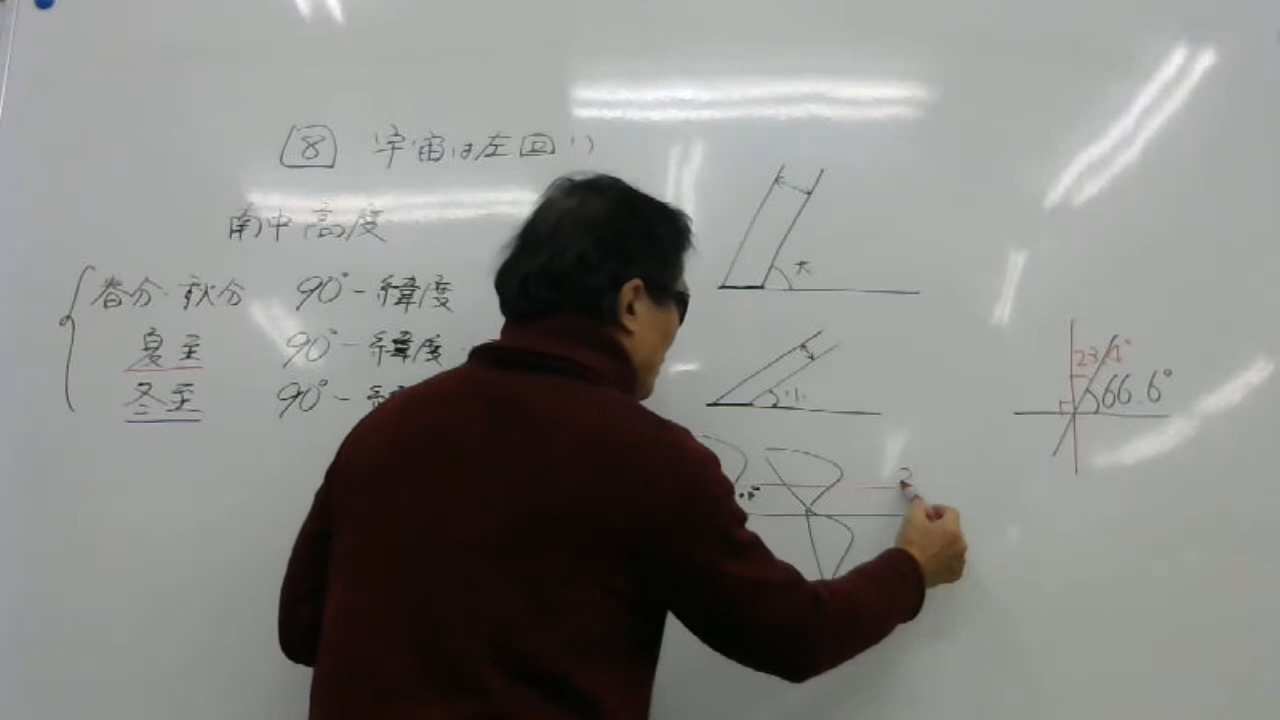 8 宇宙は左回り
南中高度
春分・秋分 90°-緯度
夏至 90°-緯度
冬至 90°-
大
小
23.4°
66.6°